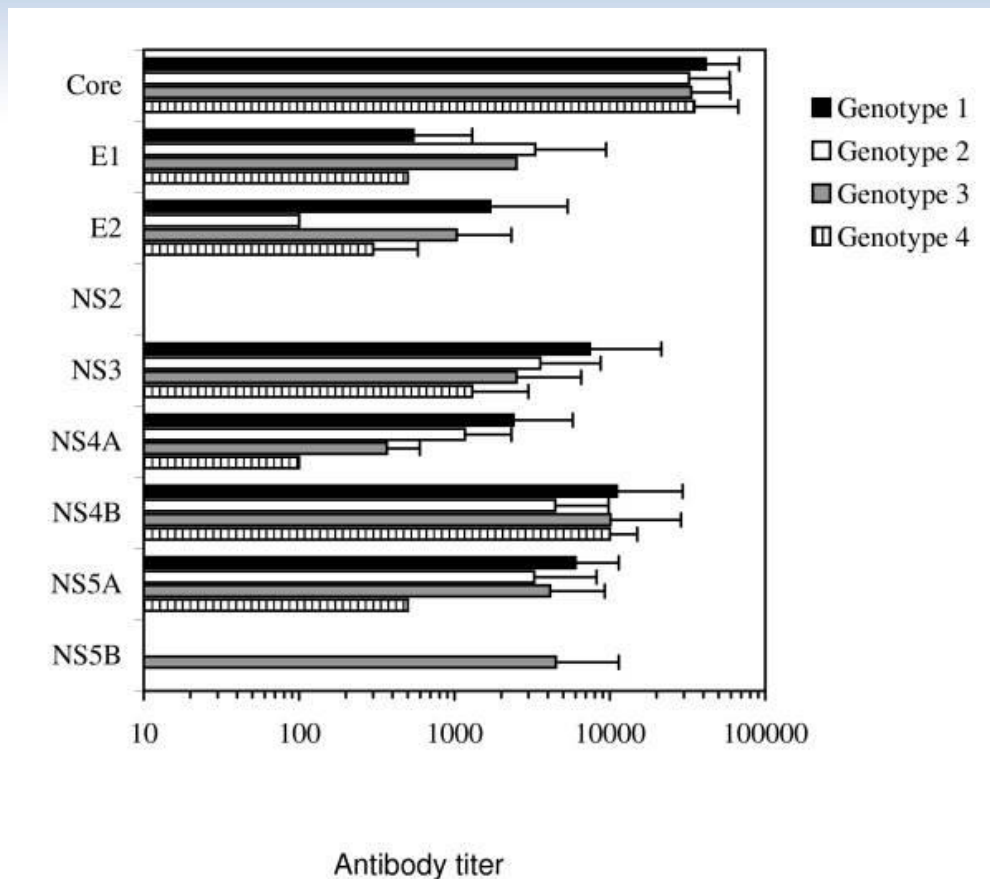 Core
E1
E2
NS2
NS3
NS4A
NS4B
NS5A
NS5B
10 100 1000 10000 100000
Antibody titer
Genotype 1
Genotype 2
Genotype 3
Genotype 4